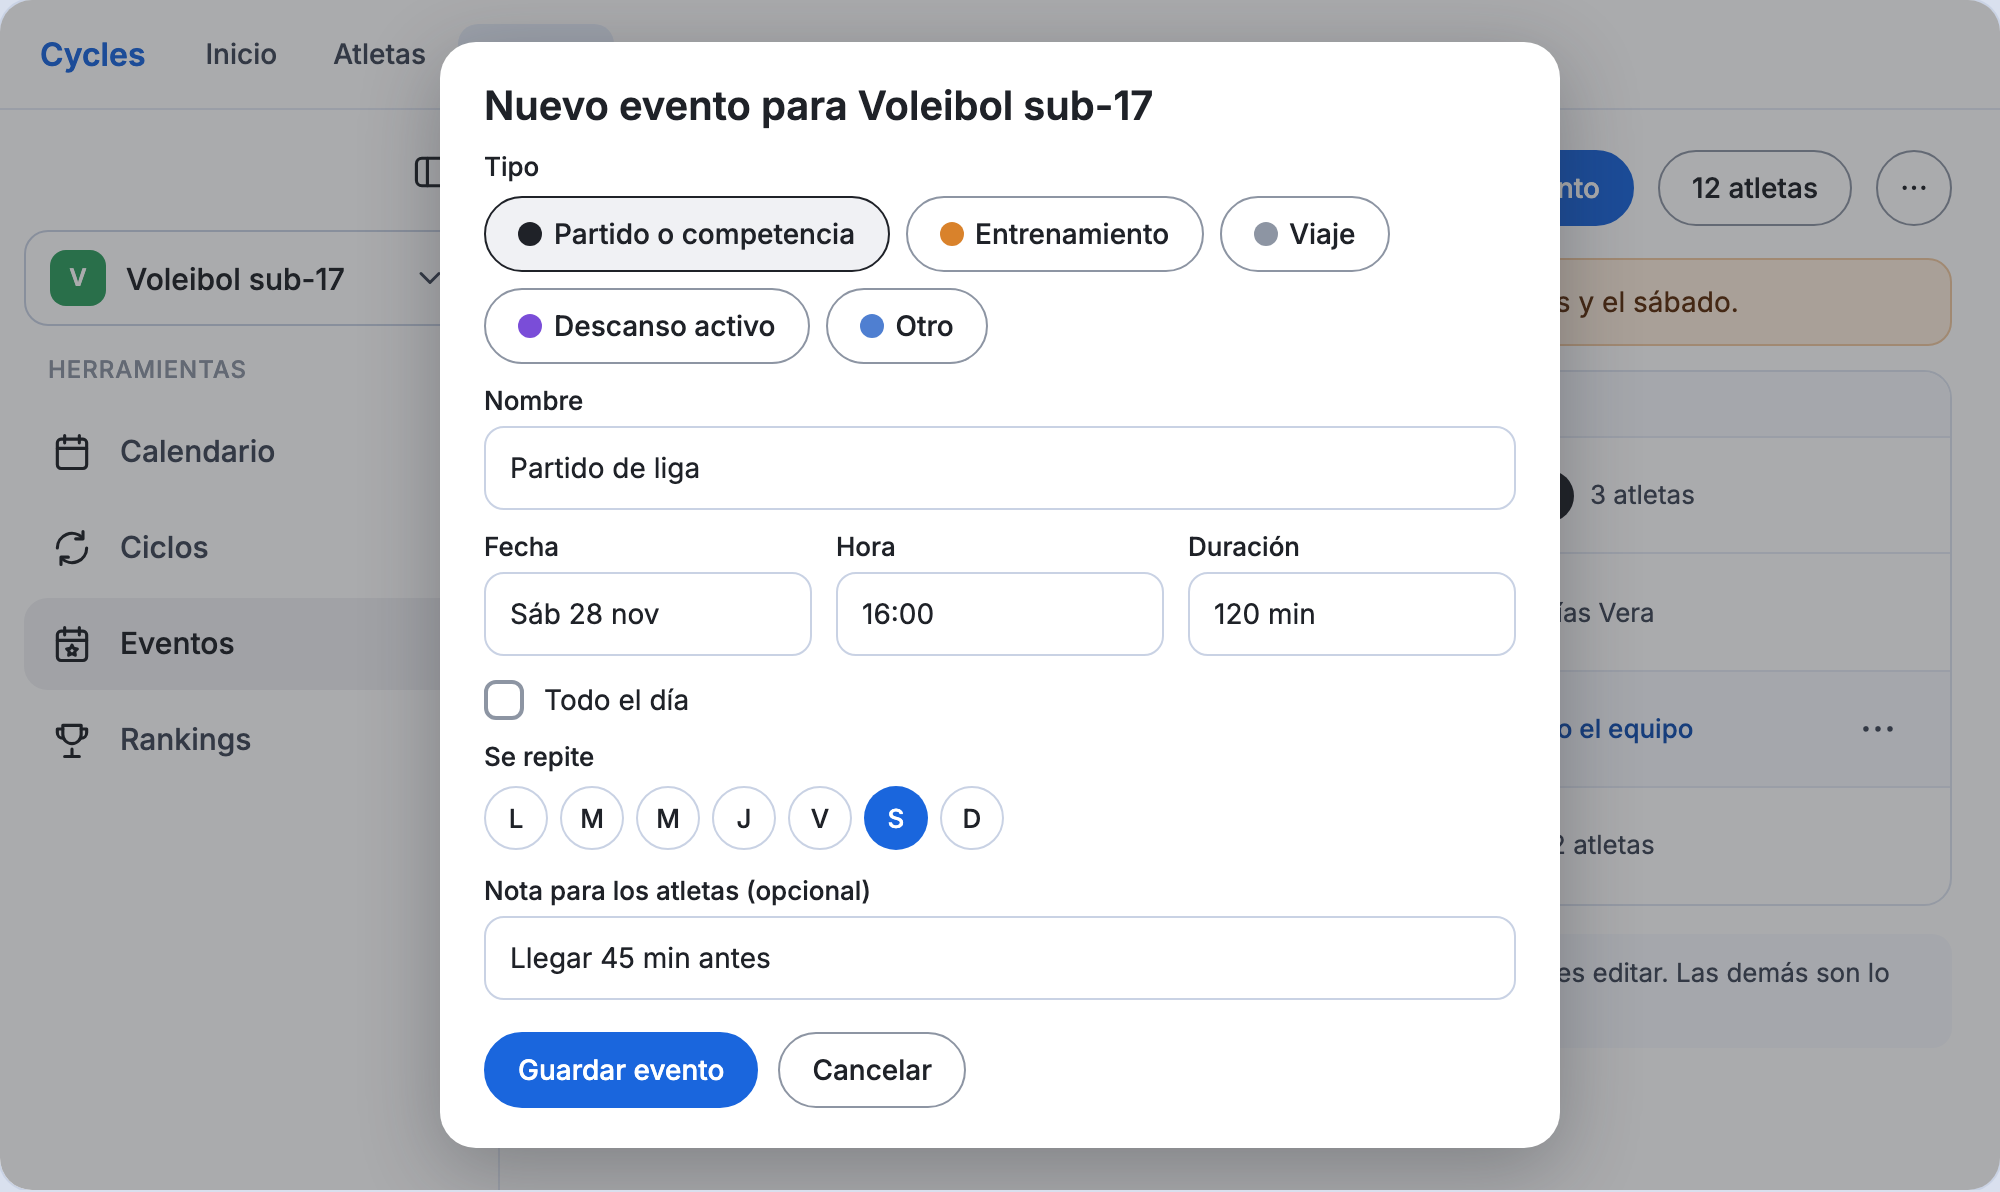 Cycles Inicio Atletas
Nuevo evento para Voleibol sub-17
Tipo
Partido o competencia Entrenamiento Viaje
Descanso activo Otro
Nombre
Partido de liga
Fecha Hora Duración
Sáb 28 nov 16:00 120 min
Todo el día
Se repite
L M M J V S D
Nota para los atletas (opcional)
Llegar 45 min antes
Guardar evento Cancelar
V Voleibol sub-17
HERRAMIENTAS
Calendario
Ciclos
Eventos
Rankings
12 atletas
y el sábado.
3 atletas
Vera
el equipo
atletas
editar. Las demás son lo